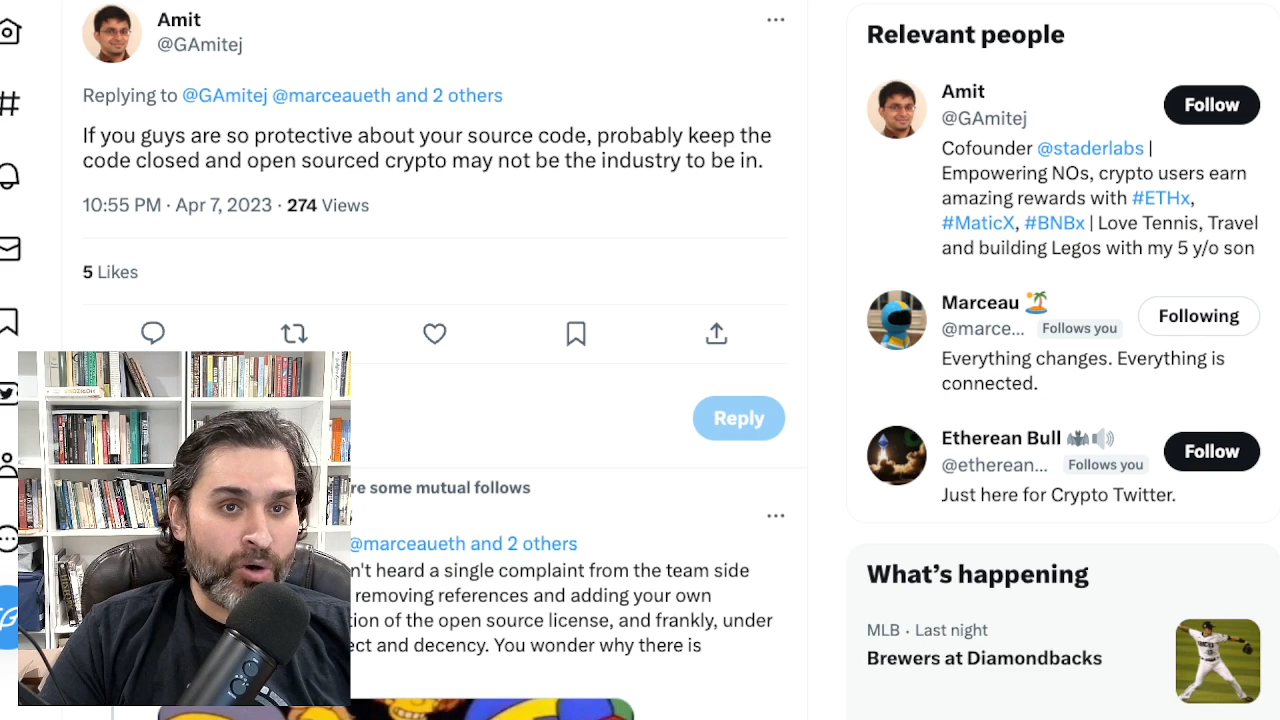 Amit
@GAmitej
Replying to @GAmitej @marceaueth and 2 others
If you guys are so protective about your source code, probably keep the
code closed and open sourced crypto may not be the industry to be in.
10:55 PM · Apr 7, 2023 · 274 Views
5 Likes
Reply
re some mutual follows
@marceaueth and 2 others
n't heard a single complaint from the team side
removing references and adding your own
tion of the open source license, and frankly, under
ect and decency. You wonder why there is
Relevant people
Amit
@GAmitej
Follow
Cofounder @staderlabs |
Empowering NOs, crypto users earn
amazing rewards with #ETHx,
#MaticX, #BNBx | Love Tennis, Travel
and building Legos with my 5 y/o son
Marceau 🏝️
@marce... Follows you
Following
Everything changes. Everything is
connected.
Etherean Bull 🦇🔊
@etherean... Follows you
Follow
Just here for Crypto Twitter.
What's happening
MLB · Last night
Brewers at Diamondbacks